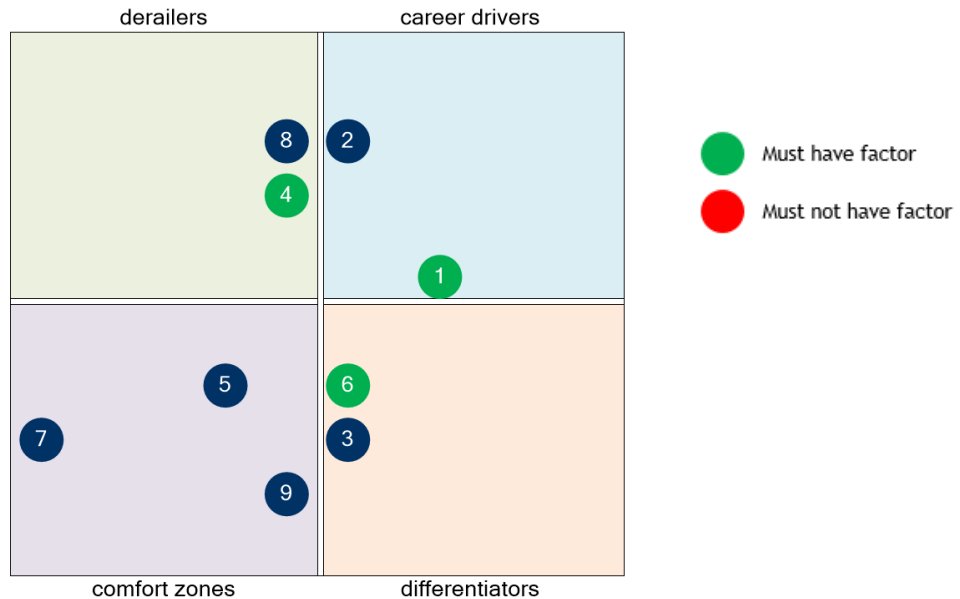 derailers
career drivers
8
2
4
1
5
6
7
3
9
comfort zones
differentiators
Must have factor
Must not have factor